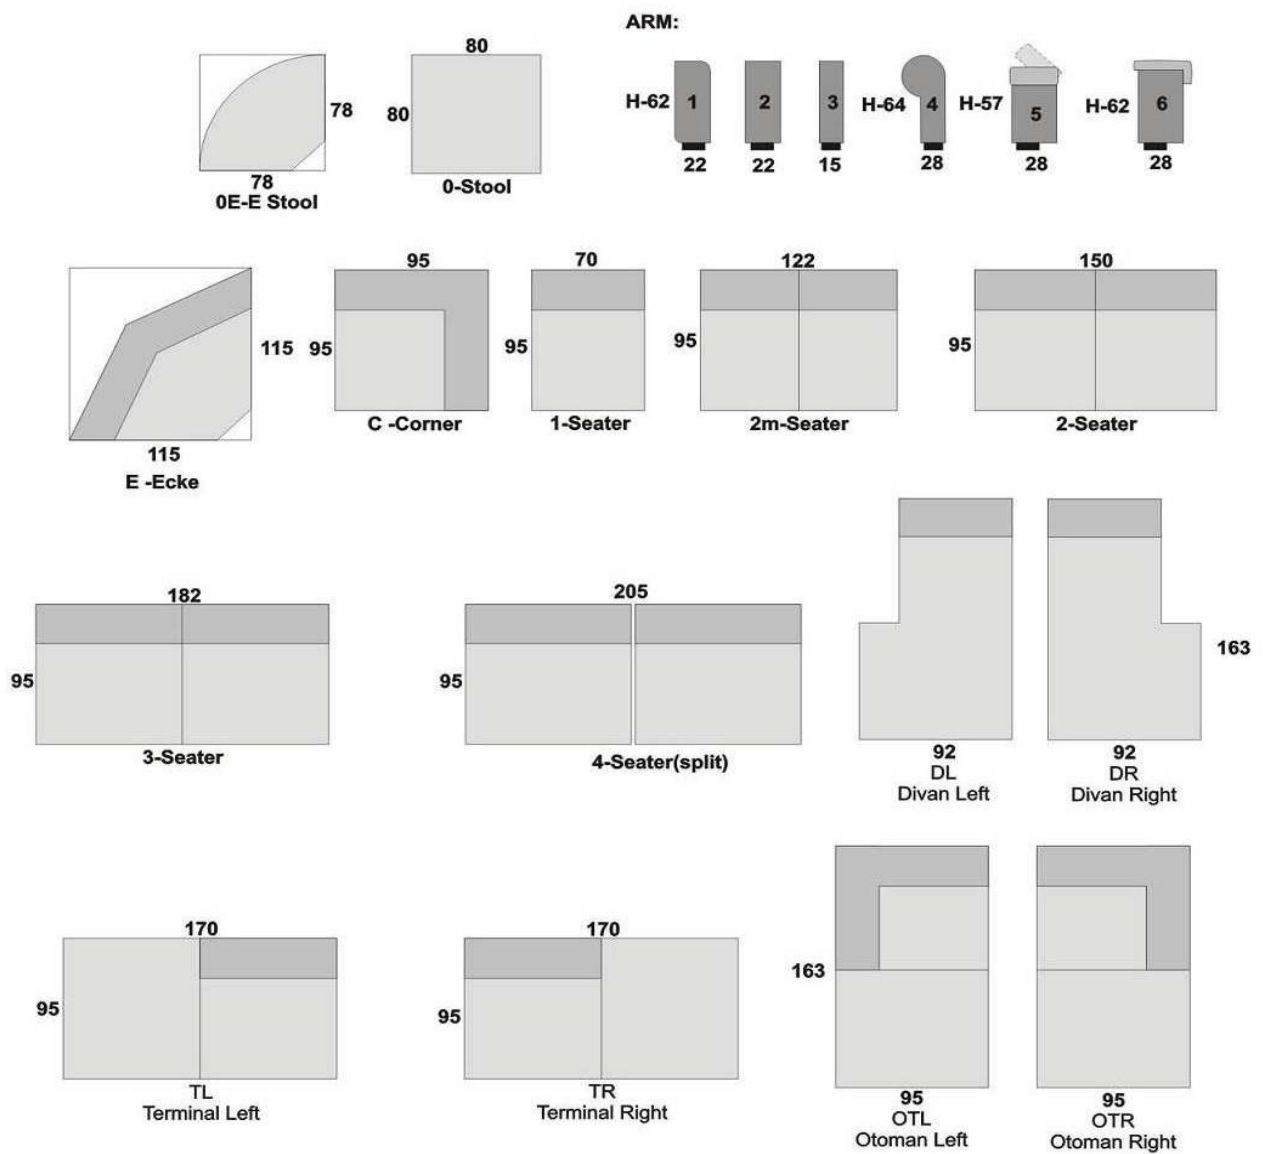 ARM:
80
78
80
78
0E-E Stool
0-Stool
H-62
1
2
3
H-64
4
H-57
5
H-62
6
22
22
15
28
28
28
95
70
122
150
115
95
95
95
95
115
E -Ecke
C -Corner
1-Seater
2m-Seater
2-Seater
182
205
95
95
163
3-Seater
4-Seater(split)
92
DL
Divan Left
92
DR
Divan Right
170
170
95
95
163
TL
Terminal Left
TR
Terminal Right
95
OTL
Otoman Left
95
OTR
Otoman Right